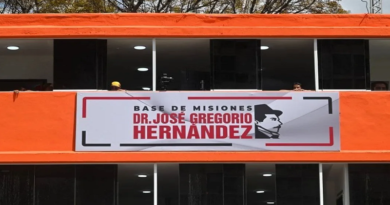 BASE DE MISIONES
DR. JOSÉ GREGORIO
HERNÁNDEZ